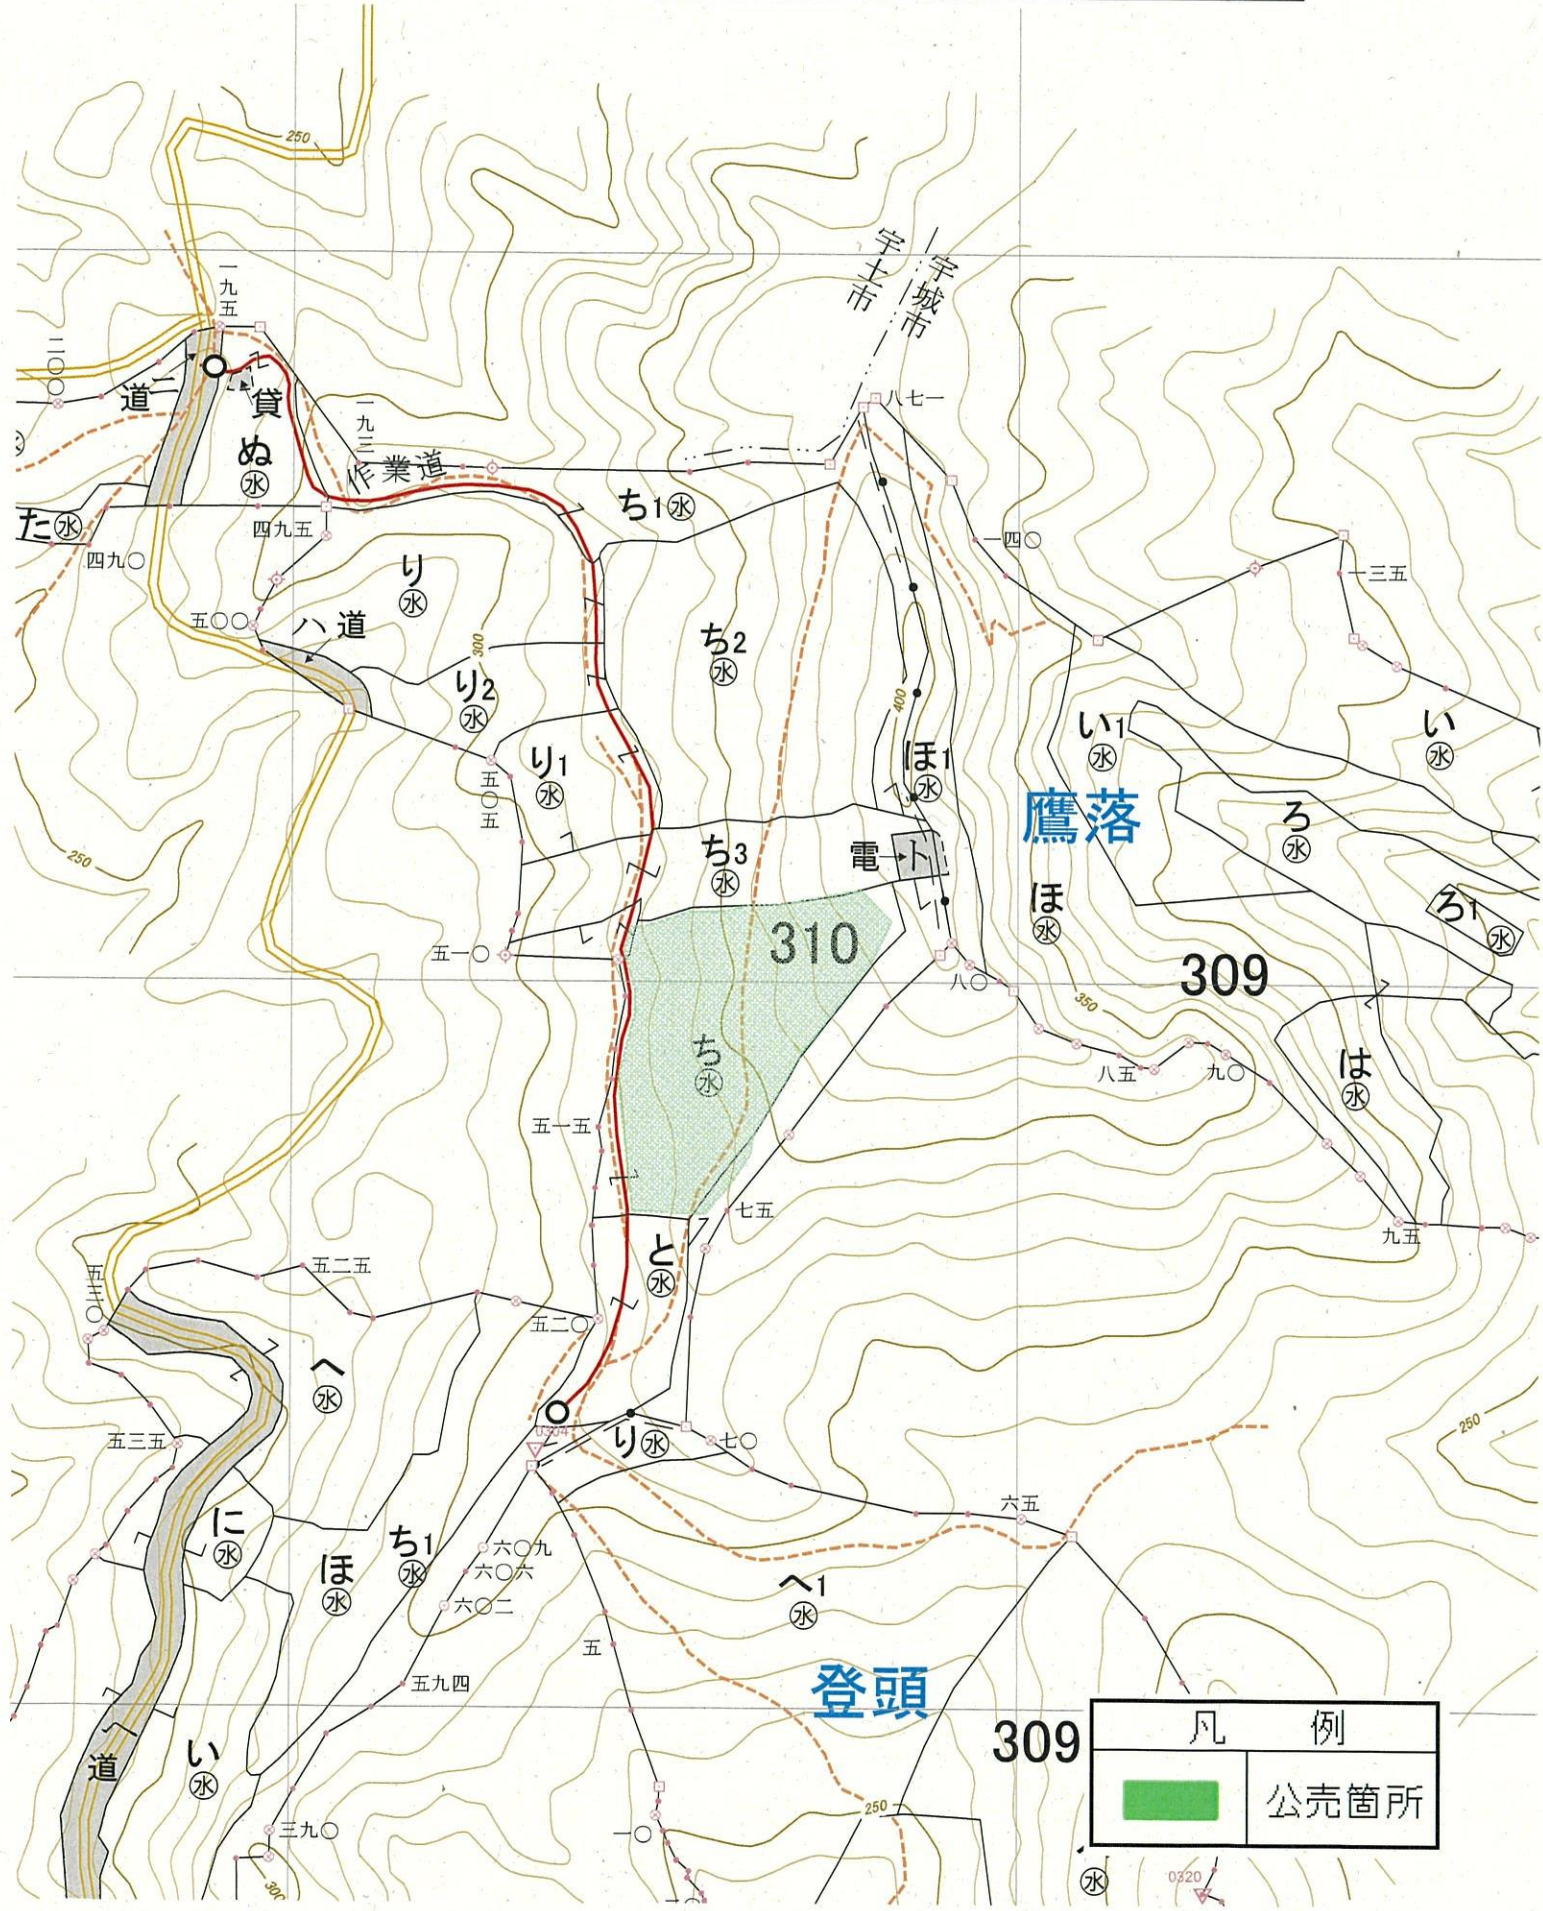 250
宇土市
宇城市
一九五
二〇〇
道ニ
貸
一九三
八七一
ぬ
水
作業道
ち1水
た水
四九五
四九〇
一四〇
一三五
り
水
五〇〇
ハ道
300
ち2
水
り2
水
400
い1
水
い
水
り1
水
ほ1
水
五〇五
鷹落
ろ
水
250
ち3
水
電
ト
ほ
水
ろ1
水
310
五一〇
八〇
309
350
ち
水
は
水
八五
九〇
五一五
七五
九五
と
水
五二五
五三〇
五二〇
へ
水
0304
り水
七〇
250
五三五
六五
に
水
ち1
水
六〇九
六〇六
ほ
水
六〇二
へ1
水
五
五九四
登頭
309
凡例
公売箇所
い
水
ヘ
道
250
三九〇
一〇
300
水
0320